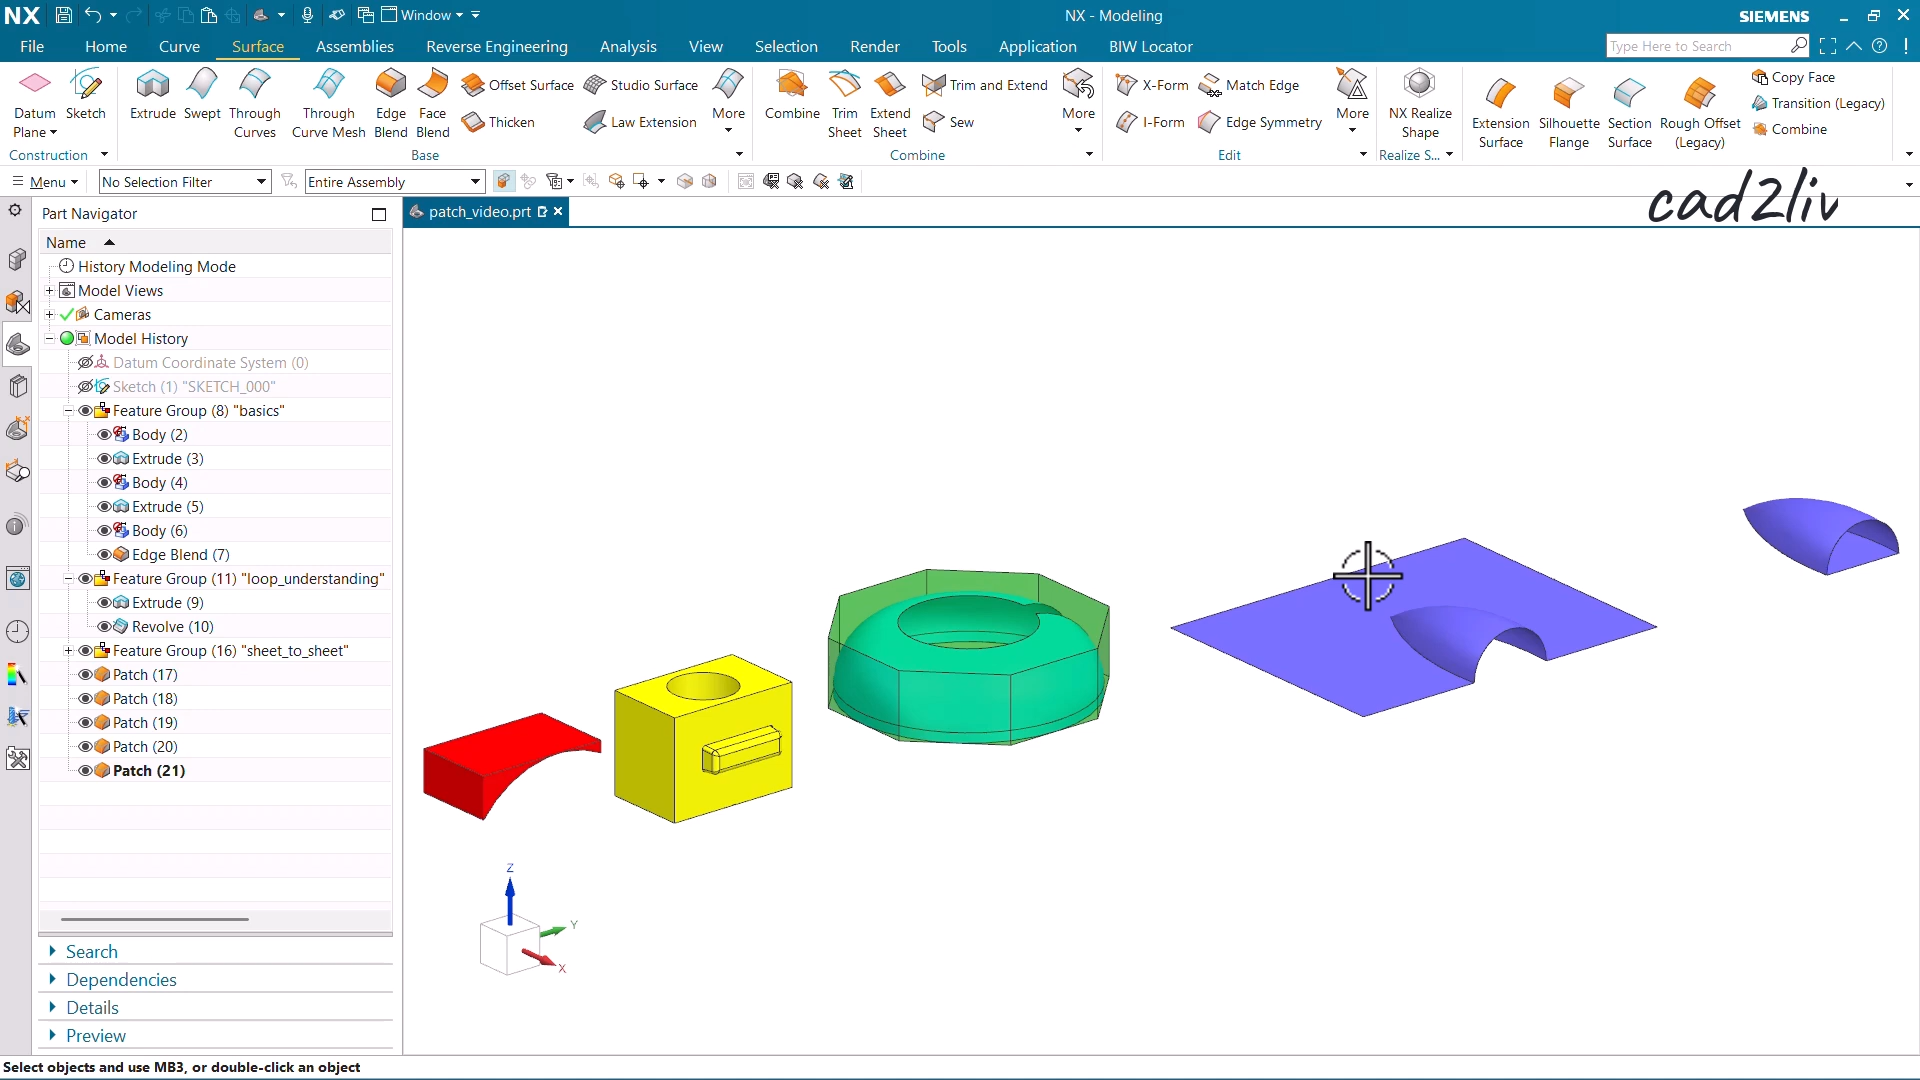 NX
Window
NX - Modeling
SIEMENS
File
Home
Curve
Surface
Assemblies
Reverse Engineering
Analysis
View
Selection
Render
Tools
Application
BIW Locator
Type Here to Search
Datum Plane
Sketch
Extrude
Swept
Through Curves
Through Curve Mesh
Edge Blend
Face Blend
Offset Surface
Thicken
Studio Surface
Law Extension
More
Combine
Trim Sheet
Extend Sheet
Trim and Extend
Sew
More
X-Form
I-Form
Match Edge
Edge Symmetry
More
NX Realize Shape
Extension Surface
Silhouette Flange
Section Surface
Rough Offset (Legacy)
Copy Face
Transition (Legacy)
Combine
Construction
Base
Combine
Edit
Realize S...
Menu
No Selection Filter
Entire Assembly
cad2liv
Part Navigator
patch_video.prt
Name
History Modeling Mode
Model Views
Cameras
Model History
Datum Coordinate System (0)
Sketch (1) "SKETCH_000"
Feature Group (8) "basics"
Body (2)
Extrude (3)
Body (4)
Extrude (5)
Body (6)
Edge Blend (7)
Feature Group (11) "loop_understanding"
Extrude (9)
Revolve (10)
Feature Group (16) "sheet_to_sheet"
Patch (17)
Patch (18)
Patch (19)
Patch (20)
Patch (21)
Z
Y
X
Search
Dependencies
Details
Preview
Select objects and use MB3, or double-click an object